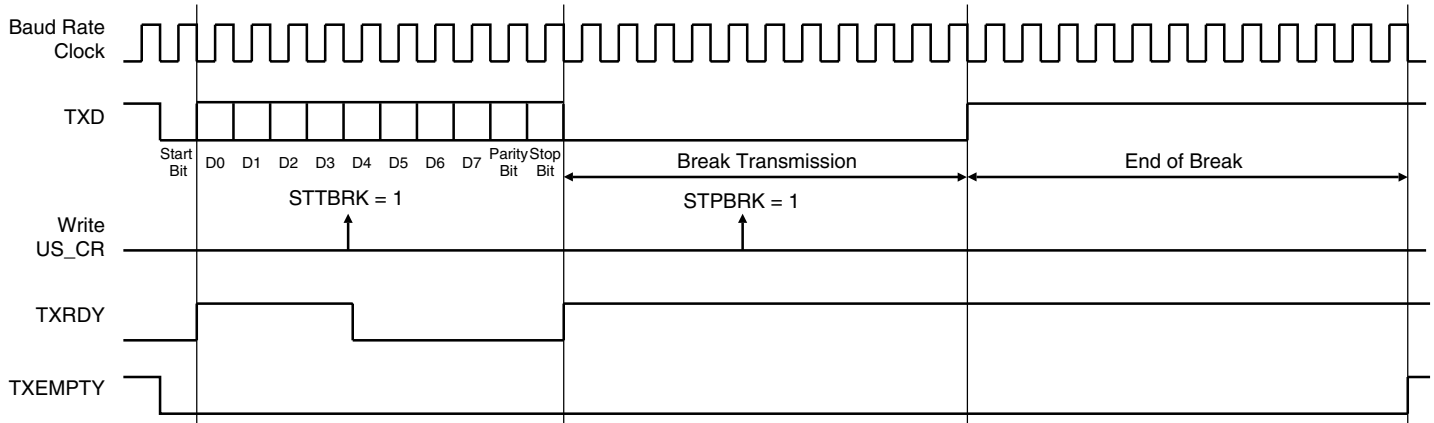 Baud Rate
Clock
TXD
Start
Bit
D0 D1 D2 D3 D4 D5 D6 D7
Parity
Bit
Stop
Bit
Break Transmission
End of Break
STTBRK = 1
STPBRK = 1
Write
US_CR
TXRDY
TXEMPTY